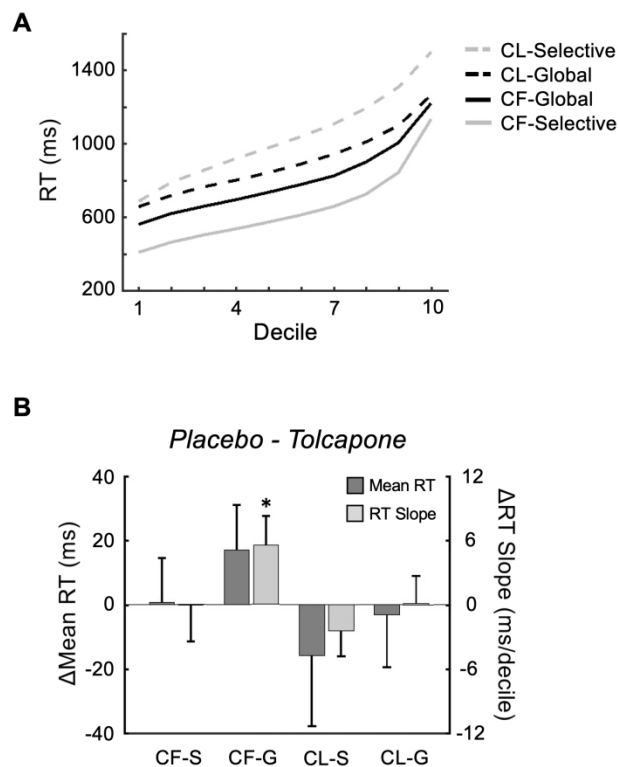 A
RT (ms)
1400
1000
600
200
1 4 7 10
Decile
CL-Selective
CL-Global
CF-Global
CF-Selective
B
Placebo - Tolcapone
ΔMean RT (ms)
40
20
0
-20
-40
Mean RT
RT Slope
*
12
6
0
-6
-12
ΔRT Slope (ms/decile)
CF-S CF-G CL-S CL-G